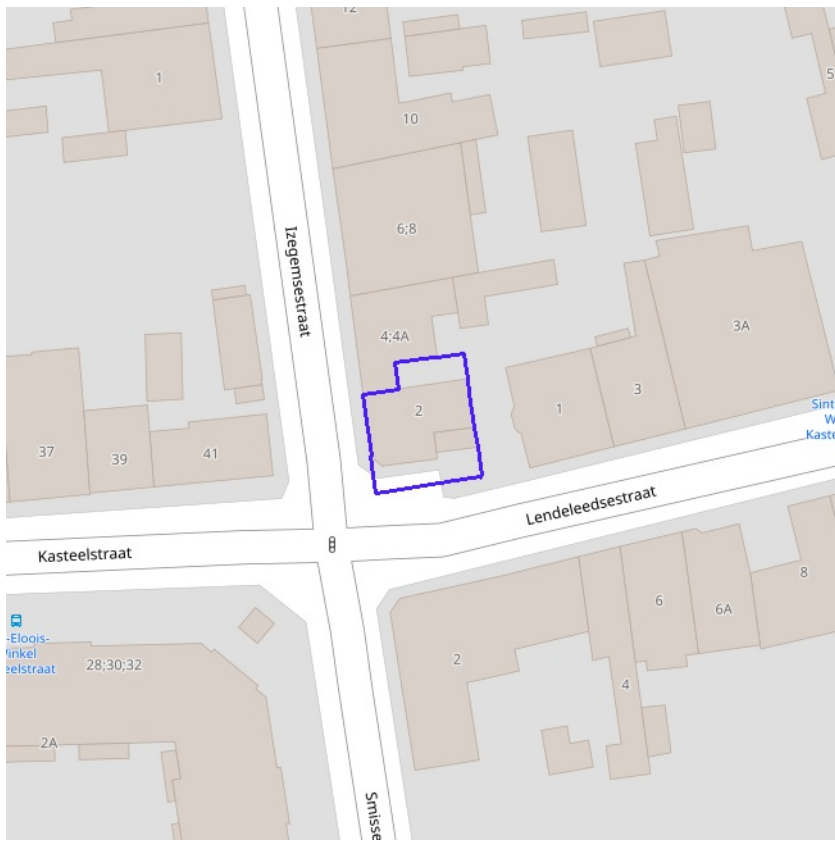 12
1
5
10
6;8
Izegemsestraat
4;4A
3A
2
1
3
Sint
W
Kaste
37
39
41
Lendeleedsestraat
Kasteelstraat
-Eloois-
Winkel
eelstraat
28;30;32
2
6
6A
8
4
2A
Smisse